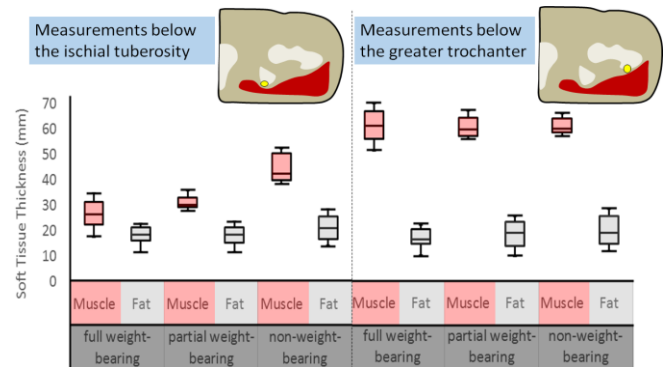 Measurements below
the ischial tuberosity
Measurements below
the greater trochanter
Soft Tissue Thickness (mm)
70
60
50
40
30
20
10
0
Muscle Fat Muscle Fat Muscle Fat Muscle Fat Muscle Fat Muscle Fat
full weight-
bearing
partial weight-
bearing
non-weight-
bearing
full weight-
bearing
partial weight-
bearing
non-weight-
bearing